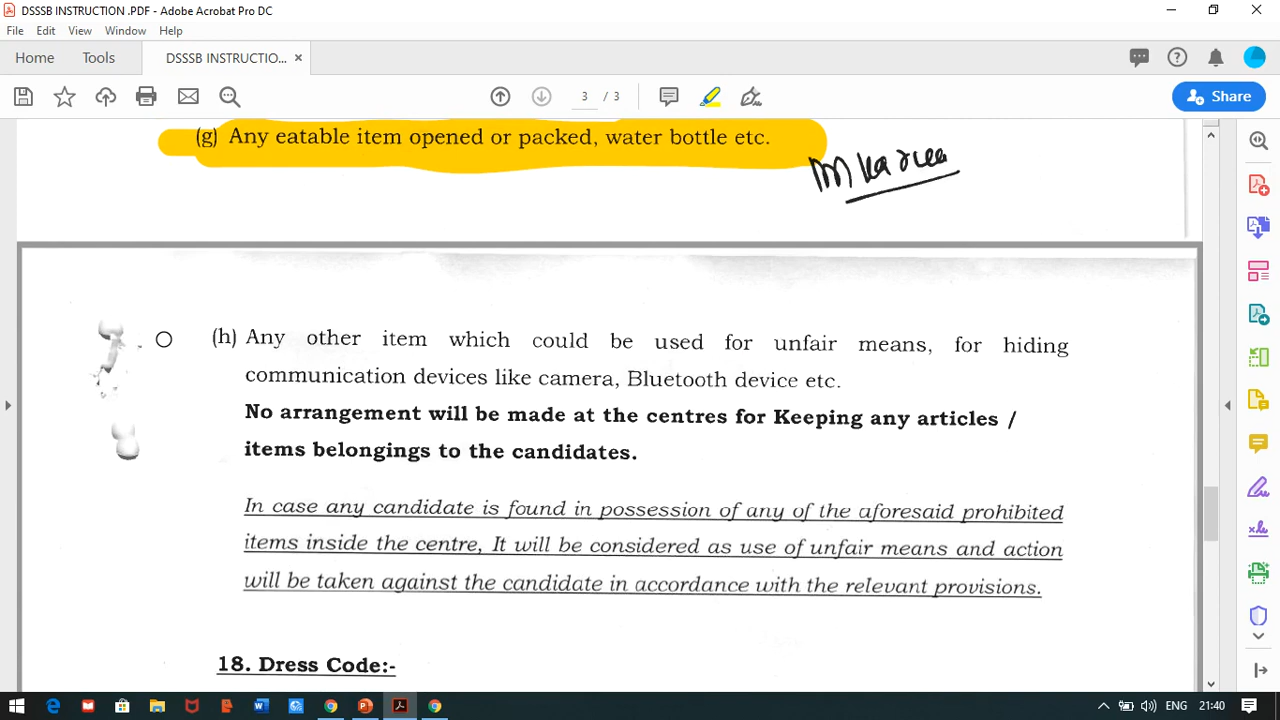 DSSSB INSTRUCTION .PDF - Adobe Acrobat Pro DC
File Edit View Window Help
Home Tools DSSSB INSTRUCTIO... ×
3 / 3
Share
(g) Any eatable item opened or packed, water bottle etc.
(h) Any other item which could be used for unfair means, for hiding
communication devices like camera, Bluetooth device etc.
No arrangement will be made at the centres for Keeping any articles /
items belongings to the candidates.
In case any candidate is found in possession of any of the aforesaid prohibited
items inside the centre, It will be considered as use of unfair means and action
will be taken against the candidate in accordance with the relevant provisions.
18. Dress Code:-
ENG 21:40